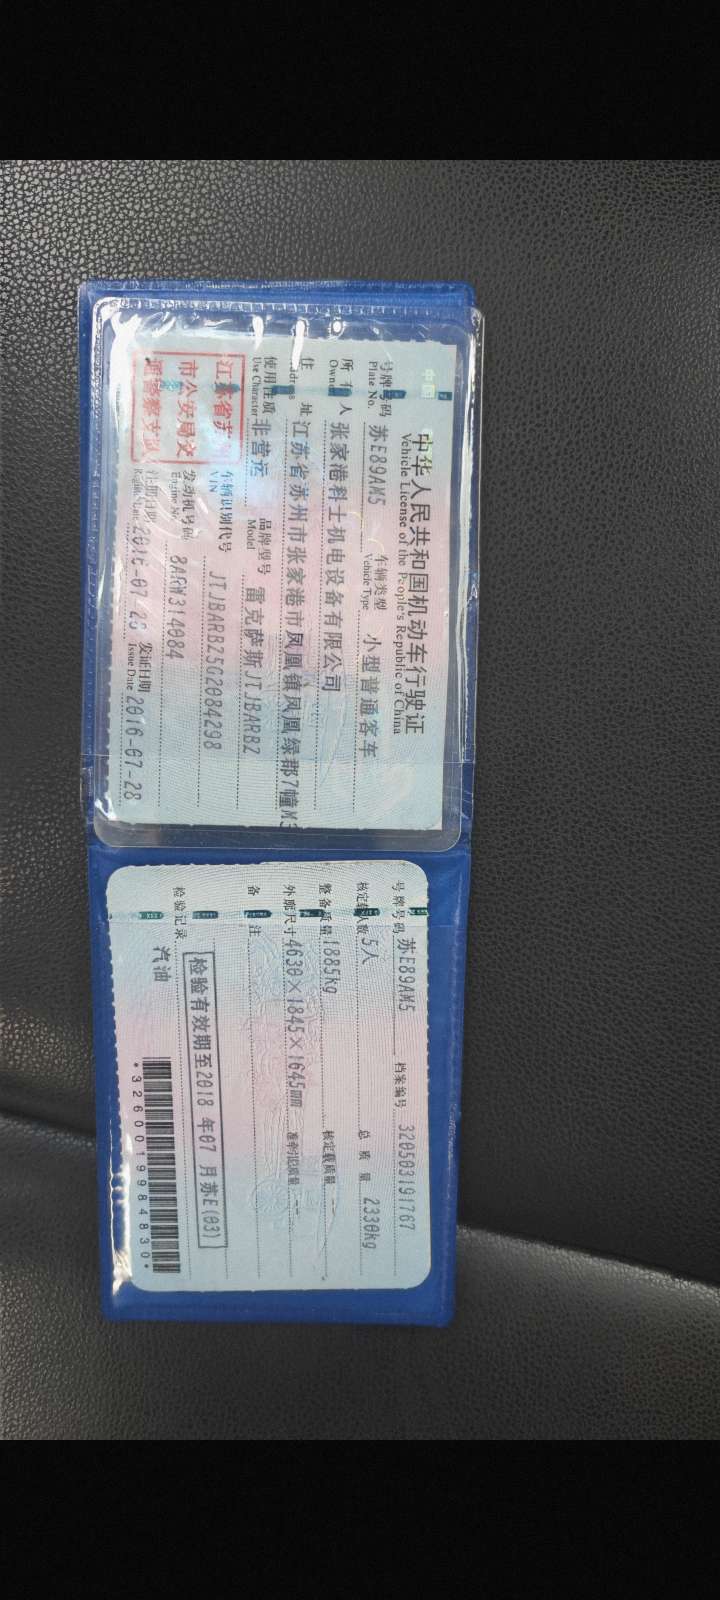 中华人民共和国机动车行驶证
Vehicle License of the People's Republic of China
号牌号码 苏E89AM5 车辆类型 小型普通客车
Plate No. Vehicle Type
所有人 张家港科士机电设备有限公司
Owner
住址 江苏省苏州市张家港市凤凰镇凤凰绿郡7幢M3
Address
使用性质 非营运 品牌型号 雷克萨斯JTJBARBZ
Use Character Model
江苏省苏
市公安局交
通警察支队
车辆识别代号 JTJBARBZ5G2084298
VIN
发动机号码 8ARW314084
Engine No.
注册日期 2016-07-28 发证日期 2016-07-28
Register Date Issue Date
号牌号码 苏E89AM5 档案编号 320503191767
核定载人数 5人 总质量 2330kg
整备质量 1885kg 核定载质量 --
外廓尺寸 4630×1845×1645mm 准牵引总质量 --
备注
检验有效期至2018年07月苏E(03)
检验记录
汽油
*3260019984830*